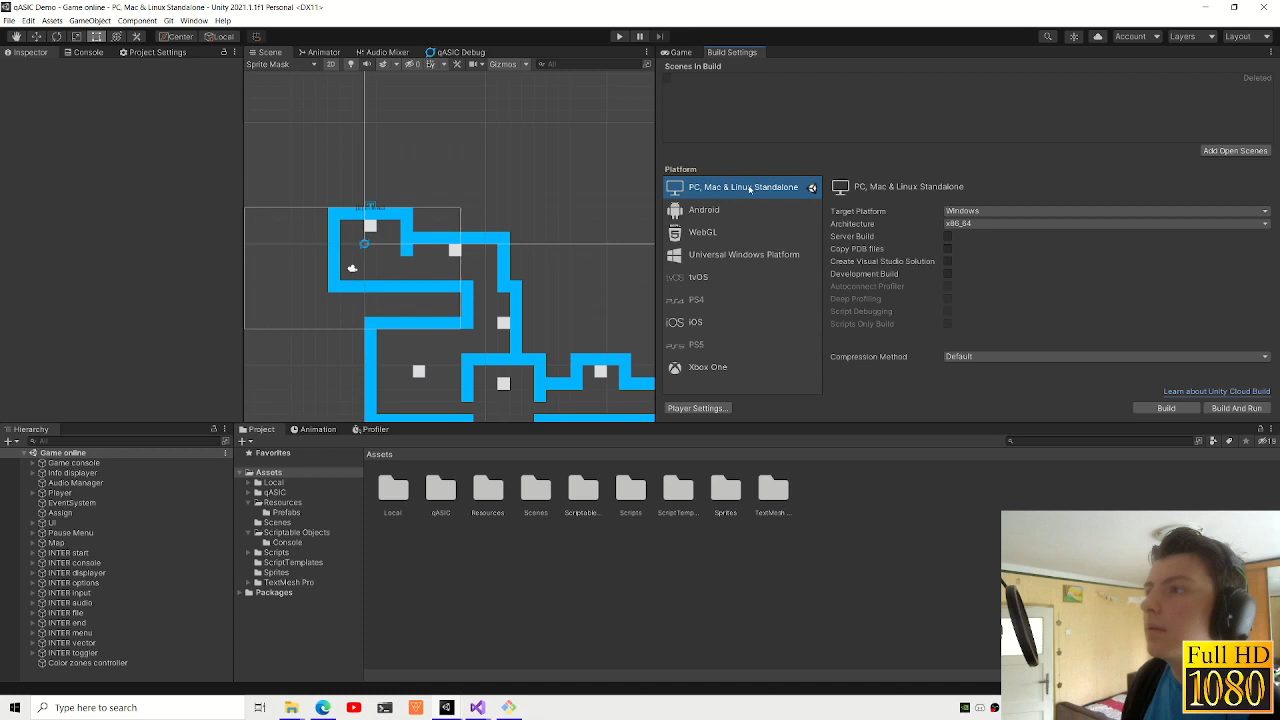 qASIC Demo - Game online - PC, Mac & Linux Standalone - Unity 2021.1.1f1 Personal <DX11>
File Edit Assets GameObject Component Git Window Help
Center Local Account Layers Layout
Inspector Console Project Settings
Scene Animator Audio Mixer qASIC Debug
Game Build Settings
Sprite Mask 2D 0 Gizmos All
Scenes In Build
Deleted
Add Open Scenes
Platform
PC, Mac & Linux Standalone
Android
WebGL
Universal Windows Platform
tvOS tvOS
PS4 PS4
iOS iOS
PS5 PS5
Xbox One
PC, Mac & Linux Standalone
Target Platform Windows
Architecture x86_64
Server Build
Copy PDB files
Create Visual Studio Solution
Development Build
Autoconnect Profiler
Deep Profiling
Script Debugging
Scripts Only Build
Compression Method Default
Learn about Unity Cloud Build
Player Settings... Build Build And Run
Hierarchy
All
Game online
Game console
Info displayer
Audio Manager
Player
EventSystem
Assign
UI
Pause Menu
Map
INTER start
INTER console
INTER displayer
INTER options
INTER input
INTER audio
INTER file
INTER end
INTER menu
INTER vector
INTER toggler
Color zones controller
Project Animation Profiler
19
Favorites
Assets
Local
qASIC
Resources
Prefabs
Scenes
Scriptable Objects
Console
Scripts
ScriptTemplates
Sprites
TextMesh Pro
Packages
Assets
Local qASIC Resources Scenes Scriptable... Scripts ScriptTemp... Sprites TextMesh ...
Full HD
1080
Type here to search